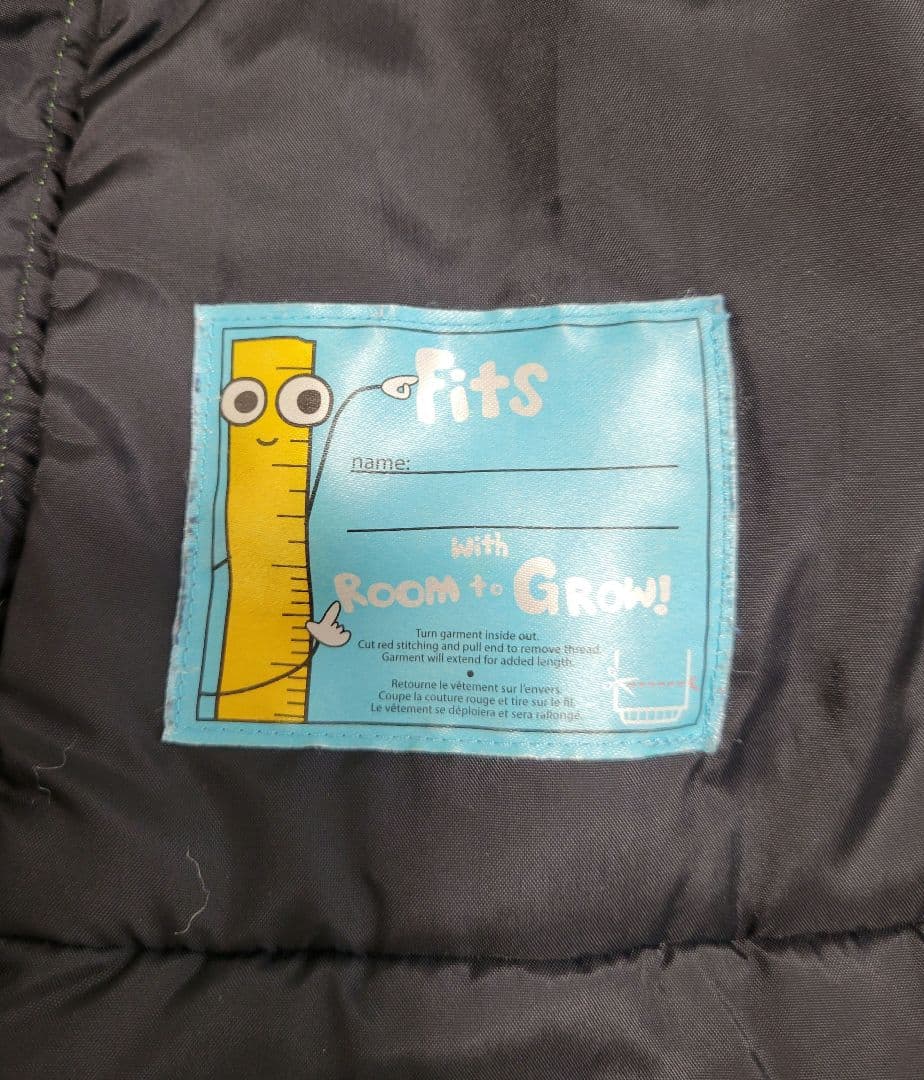 Fits
name:
with
Room to Grow!
Turn garment inside out.
Cut red stitching and pull end to remove thread.
Garment will extend for added length.
•
Retourne le vêtement sur l'envers.
Coupe la couture rouge et tire sur le fil.
Le vêtement se déploiera et sera rallongé.